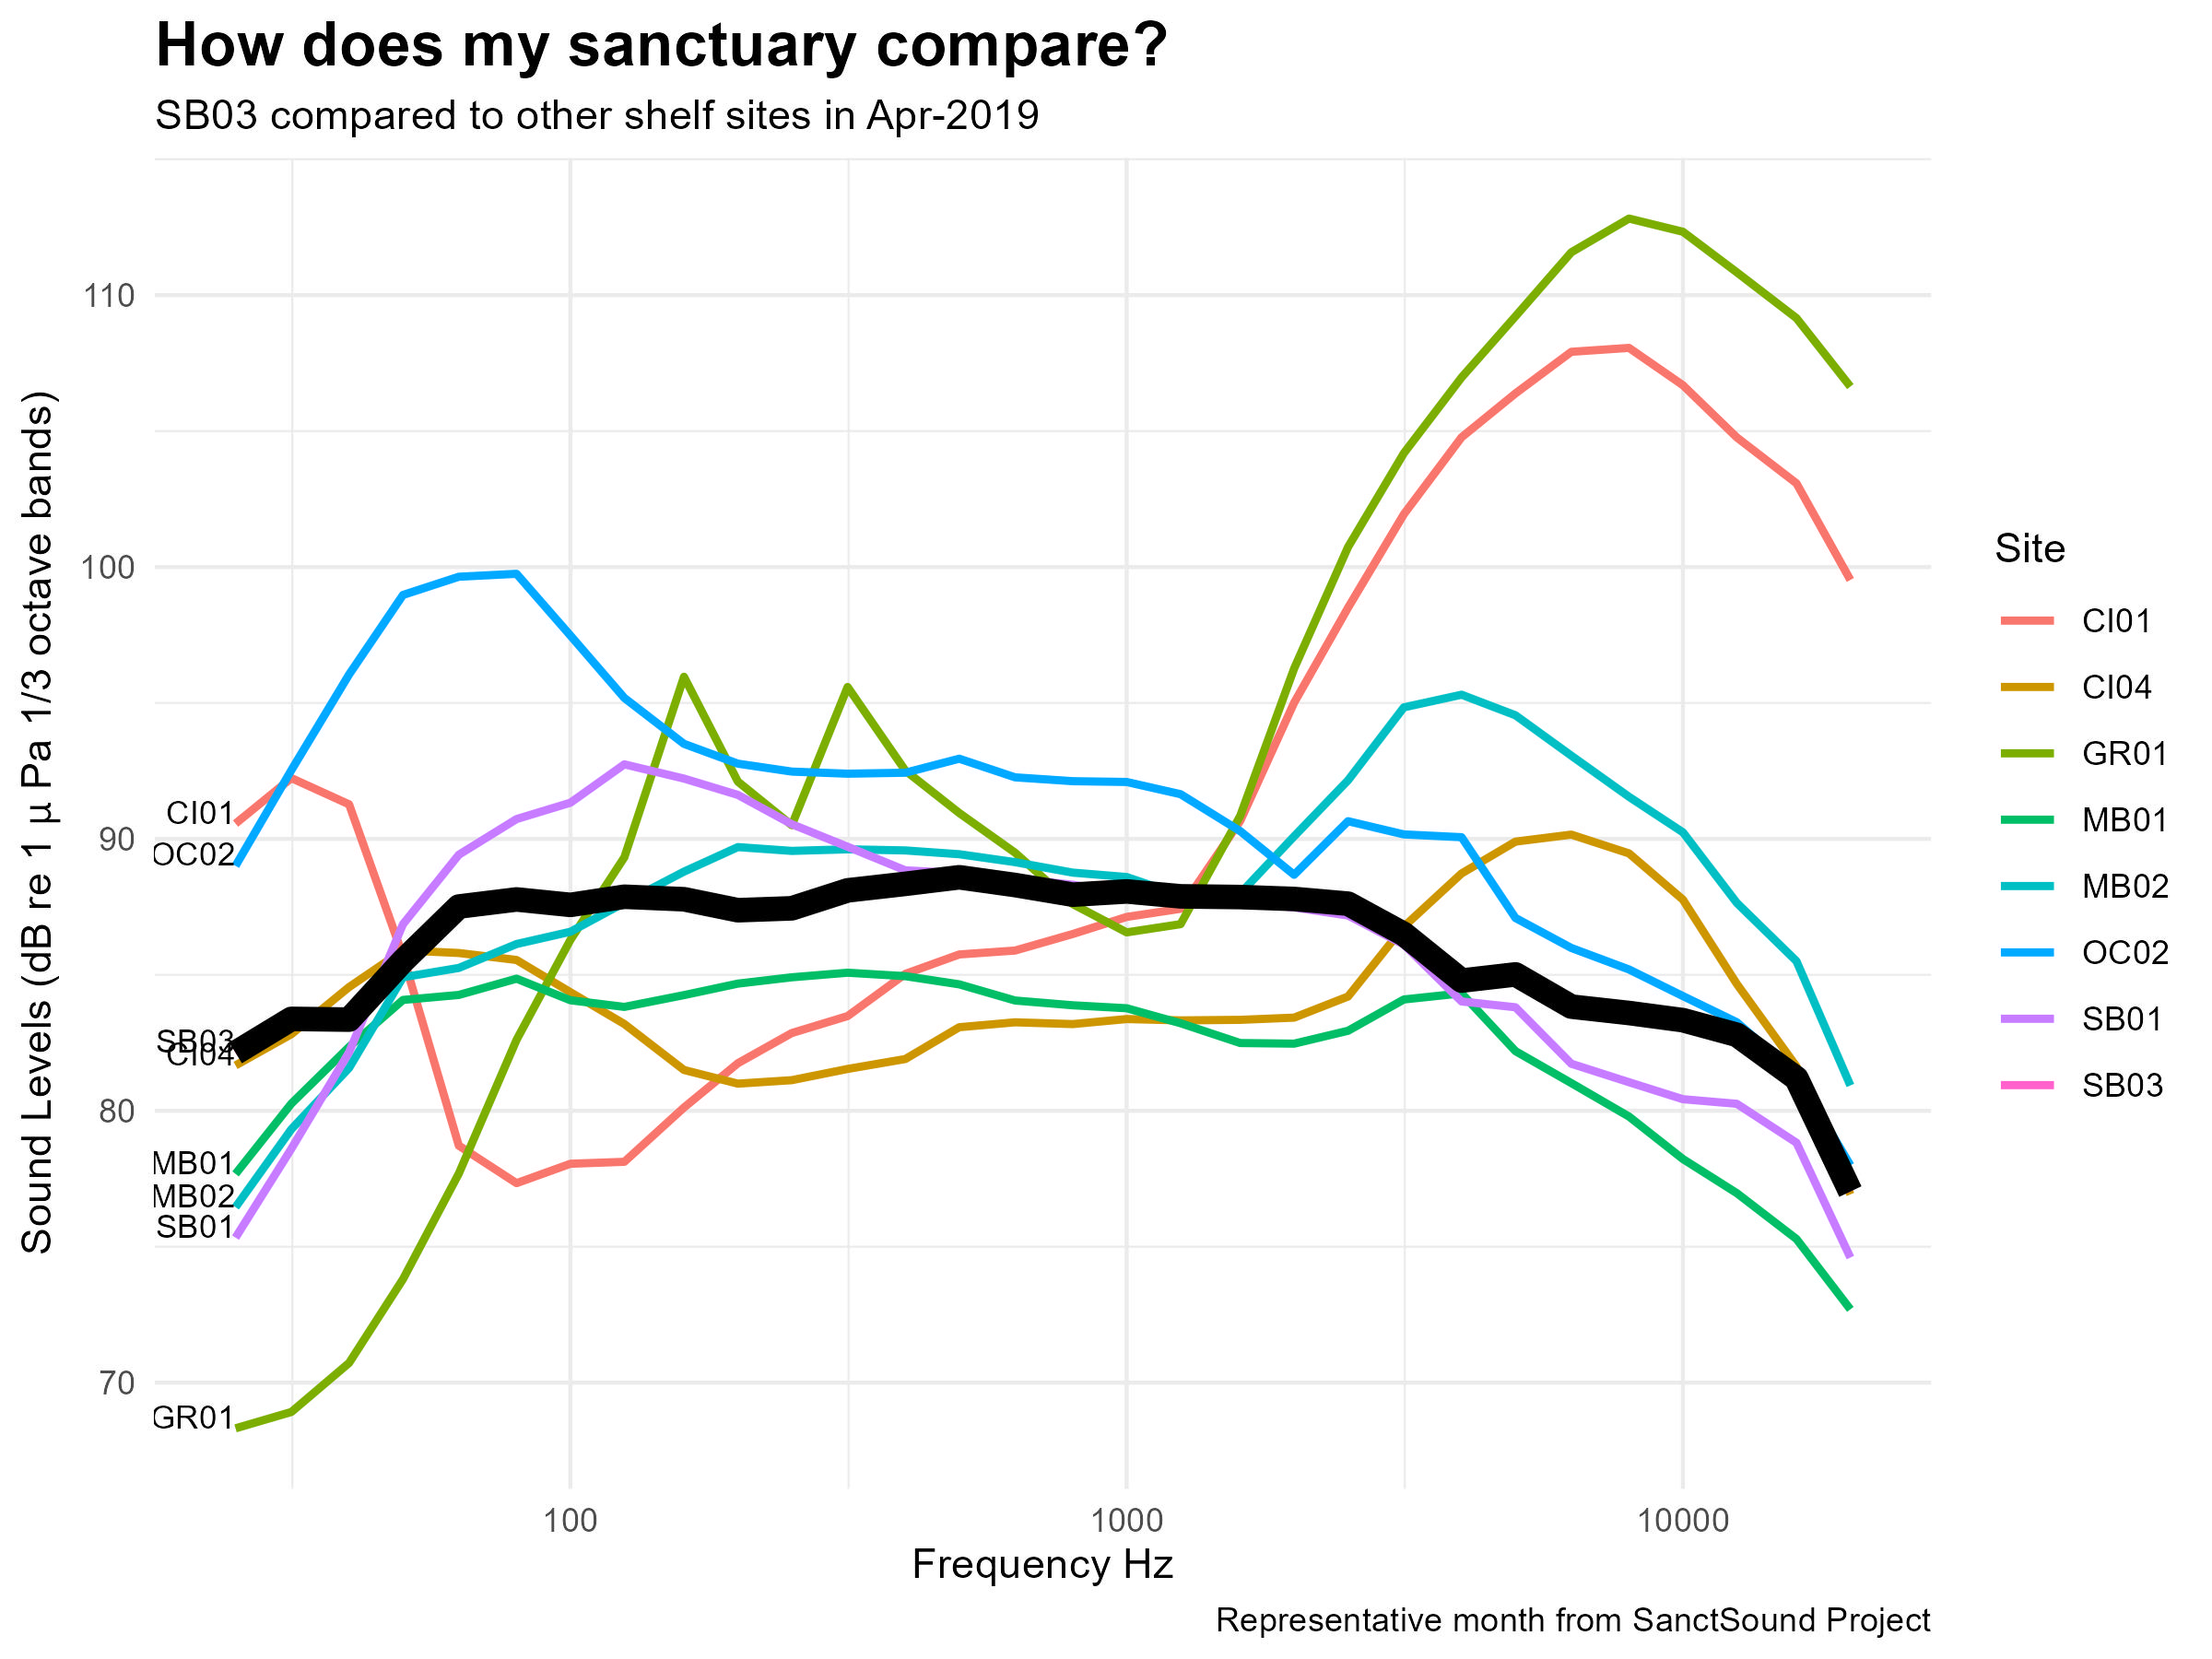 How does my sanctuary compare?
SB03 compared to other shelf sites in Apr-2019
Sound Levels (dB re 1 µ Pa 1/3 octave bands)
110
100
90
80
70
CI01
OC02
SB03
CI04
MB01
MB02
SB01
GR01
100
1000
10000
Frequency Hz
Representative month from SanctSound Project
Site
CI01
CI04
GR01
MB01
MB02
OC02
SB01
SB03